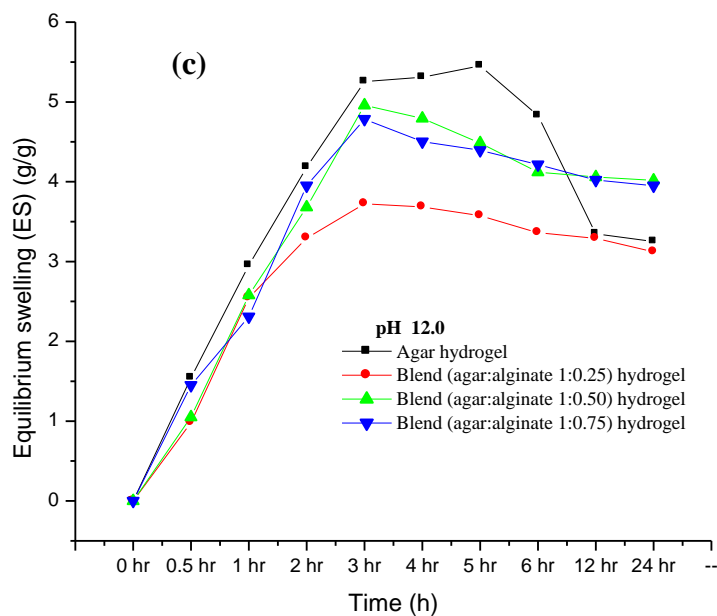 (c)
Equilibrium swelling (ES) (g/g)
6
5
4
3
2
1
0
pH 12.0
Agar hydrogel
Blend (agar:alginate 1:0.25) hydrogel
Blend (agar:alginate 1:0.50) hydrogel
Blend (agar:alginate 1:0.75) hydrogel
0 hr 0.5 hr 1 hr 2 hr 3 hr 4 hr 5 hr 6 hr 12 hr 24 hr --
Time (h)